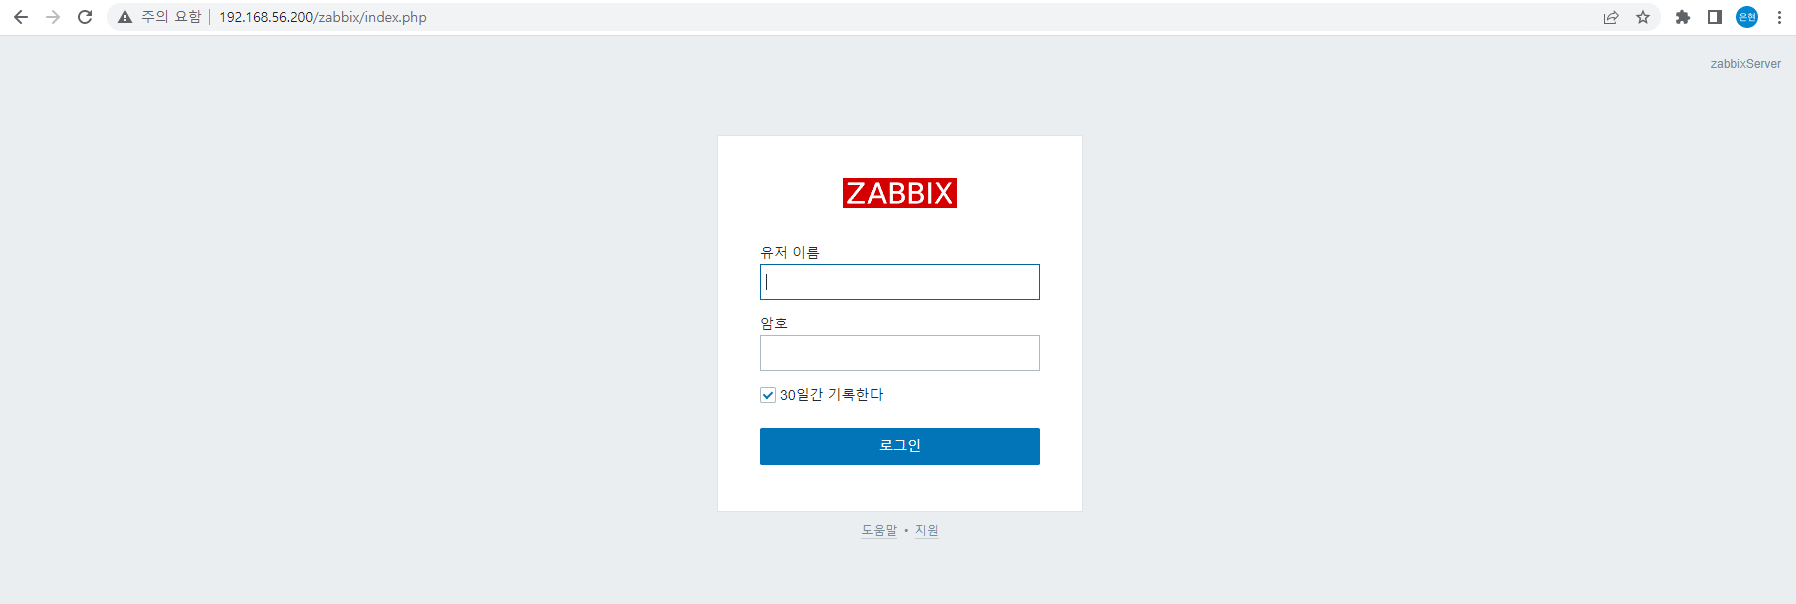 주의 요함 192.168.56.200/zabbix/index.php
은현
zabbixServer
ZABBIX
유저 이름
암호
30일간 기록한다
로그인
도움말 • 지원